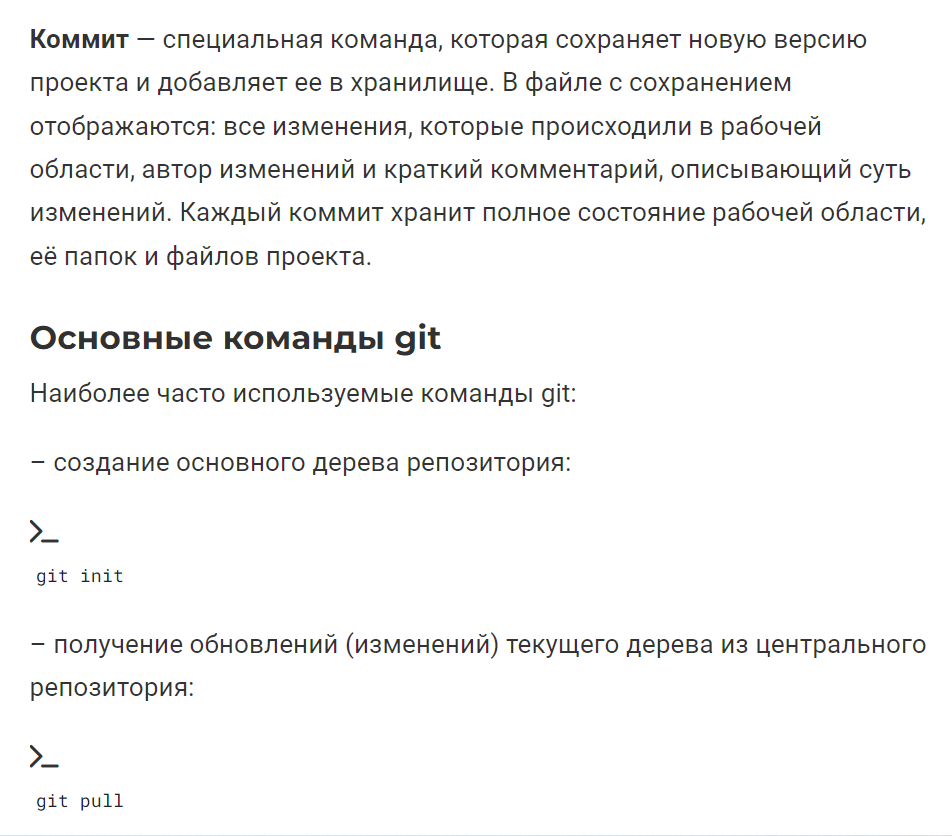 Коммит — специальная команда, которая сохраняет новую версию
проекта и добавляет ее в хранилище. В файле с сохранением
отображаются: все изменения, которые происходили в рабочей
области, автор изменений и краткий комментарий, описывающий суть
изменений. Каждый коммит хранит полное состояние рабочей области,
её папок и файлов проекта.
Основные команды git
Наиболее часто используемые команды git:
– создание основного дерева репозитория:
git init
– получение обновлений (изменений) текущего дерева из центрального
репозитория:
git pull